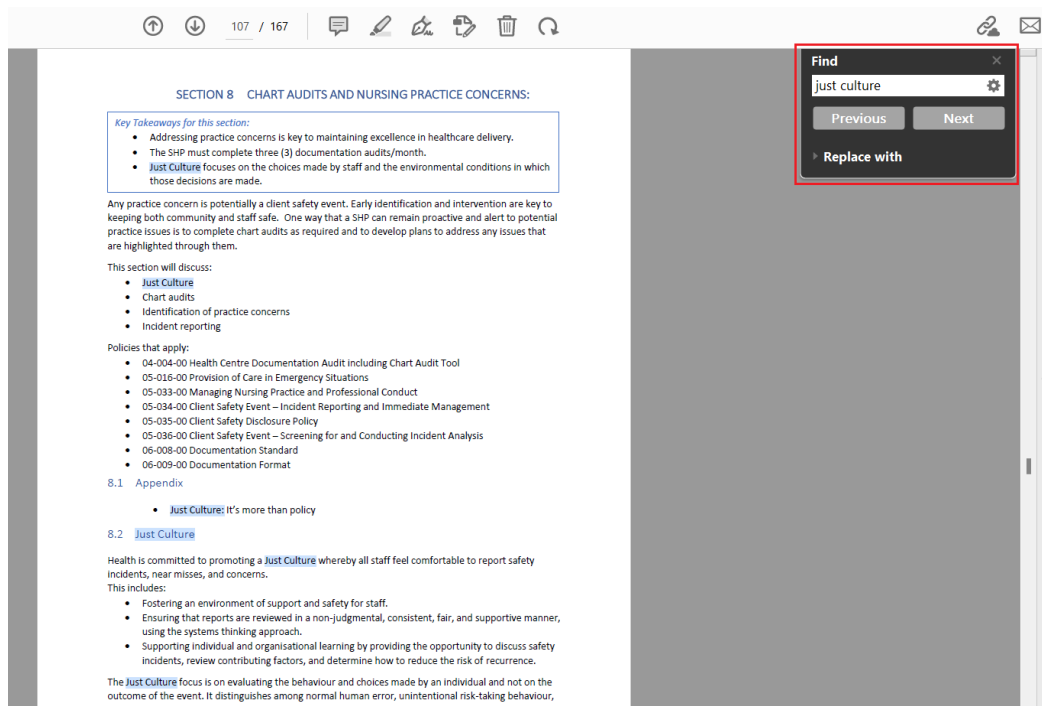 107 / 167
Find
just culture
Previous Next
Replace with
SECTION 8 CHART AUDITS AND NURSING PRACTICE CONCERNS:
Key Takeaways for this section:
• Addressing practice concerns is key to maintaining excellence in healthcare delivery.
• The SHP must complete three (3) documentation audits/month.
• Just Culture focuses on the choices made by staff and the environmental conditions in which
those decisions are made.
Any practice concern is potentially a client safety event. Early identification and intervention are key to
keeping both community and staff safe. One way that a SHP can remain proactive and alert to potential
practice issues is to complete chart audits as required and to develop plans to address any issues that
are highlighted through them.
This section will discuss:
• Just Culture
• Chart audits
• Identification of practice concerns
• Incident reporting
Policies that apply:
• 04-004-00 Health Centre Documentation Audit including Chart Audit Tool
• 05-016-00 Provision of Care in Emergency Situations
• 05-033-00 Managing Nursing Practice and Professional Conduct
• 05-034-00 Client Safety Event – Incident Reporting and Immediate Management
• 05-035-00 Client Safety Disclosure Policy
• 05-036-00 Client Safety Event – Screening for and Conducting Incident Analysis
• 06-008-00 Documentation Standard
• 06-009-00 Documentation Format
8.1 Appendix
• Just Culture: It's more than policy
8.2 Just Culture
Health is committed to promoting a Just Culture whereby all staff feel comfortable to report safety
incidents, near misses, and concerns.
This includes:
• Fostering an environment of support and safety for staff.
• Ensuring that reports are reviewed in a non-judgmental, consistent, fair, and supportive manner,
using the systems thinking approach.
• Supporting individual and organisational learning by providing the opportunity to discuss safety
incidents, review contributing factors, and determine how to reduce the risk of recurrence.
The Just Culture focus is on evaluating the behaviour and choices made by an individual and not on the
outcome of the event. It distinguishes among normal human error, unintentional risk-taking behaviour,